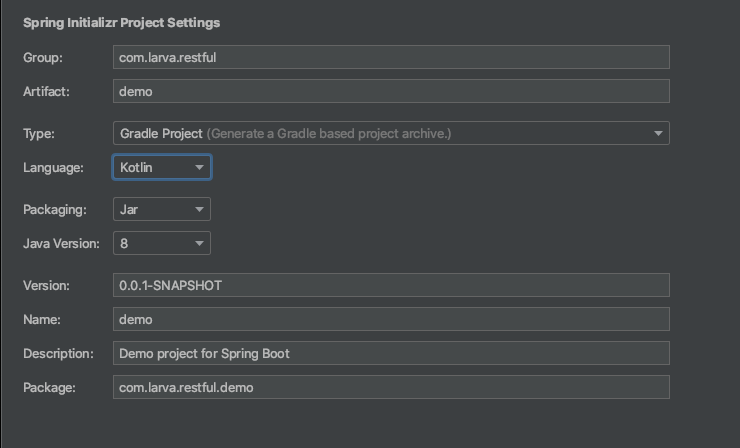 Spring Initializr Project Settings
Group: com.larva.restful
Artifact: demo
Type: Gradle Project (Generate a Gradle based project archive.)
Language: Kotlin
Packaging: Jar
Java Version: 8
Version: 0.0.1-SNAPSHOT
Name: demo
Description: Demo project for Spring Boot
Package: com.larva.restful.demo